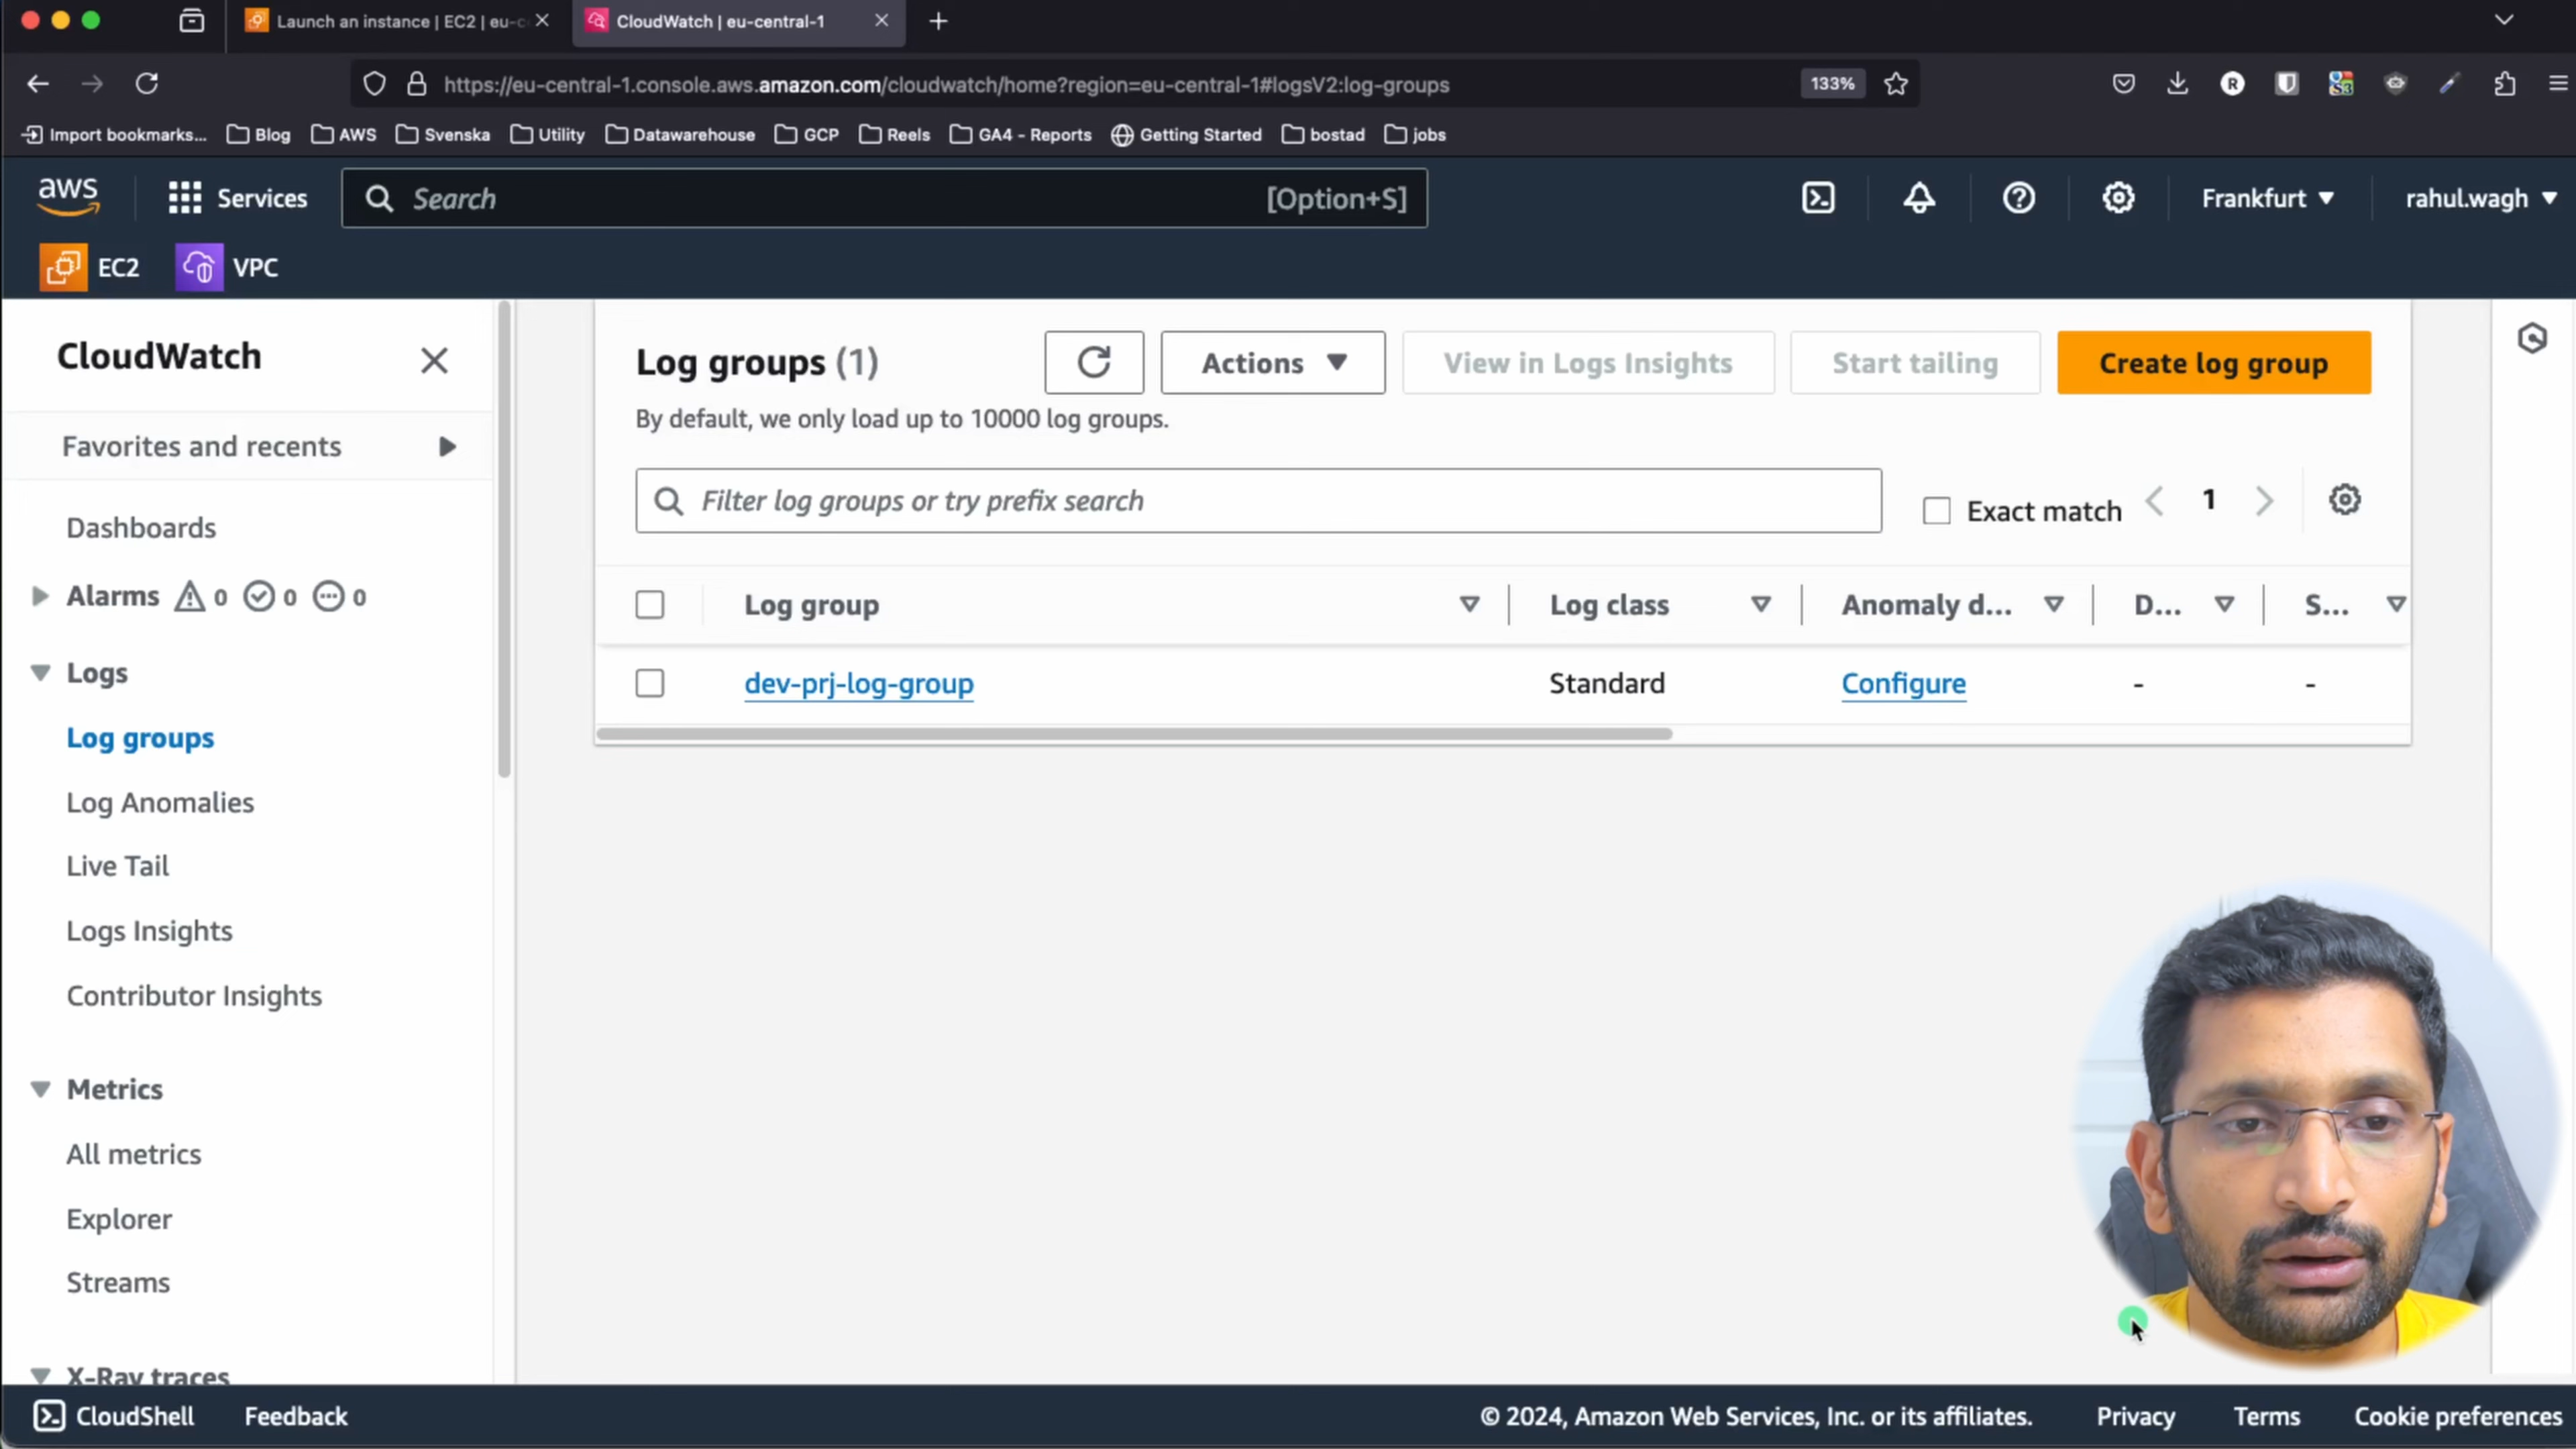 Launch an instance | EC2 | eu-c
CloudWatch | eu-central-1
https://eu-central-1.console.aws.amazon.com/cloudwatch/home?region=eu-central-1#logsV2:log-groups
133%
Import bookmarks... Blog AWS Svenska Utility Datawarehouse GCP Reels GA4 - Reports Getting Started bostad jobs
aws Services Search [Option+S] Frankfurt rahul.wagh
EC2 VPC
CloudWatch
Favorites and recents
Dashboards
Alarms 0 0 0
Logs
Log groups
Log Anomalies
Live Tail
Logs Insights
Contributor Insights
Metrics
All metrics
Explorer
Streams
X-Ray traces
Log groups (1) Actions View in Logs Insights Start tailing Create log group
By default, we only load up to 10000 log groups.
Filter log groups or try prefix search Exact match 1
Log group Log class Anomaly d... D... S...
dev-prj-log-group Standard Configure - -
CloudShell Feedback © 2024, Amazon Web Services, Inc. or its affiliates. Privacy Terms Cookie preferences